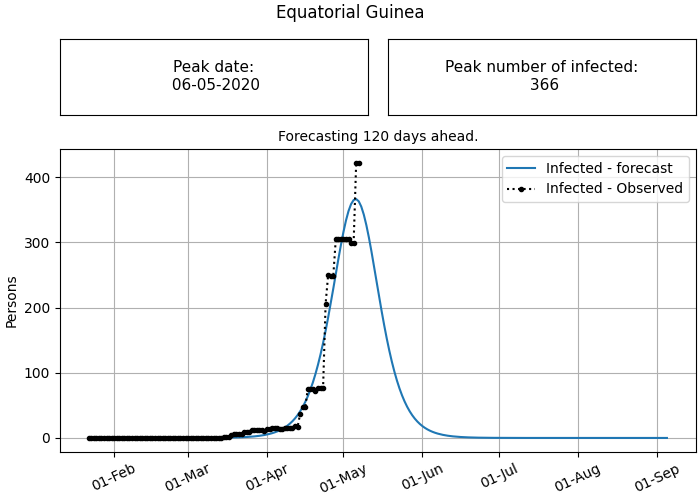 Equatorial Guinea
Peak date:
06-05-2020
Peak number of infected:
366
Forecasting 120 days ahead.
Infected - forecast
Infected - Observed
Persons
400
300
200
100
0
01-Feb
01-Mar
01-Apr
01-May
01-Jun
01-Jul
01-Aug
01-Sep